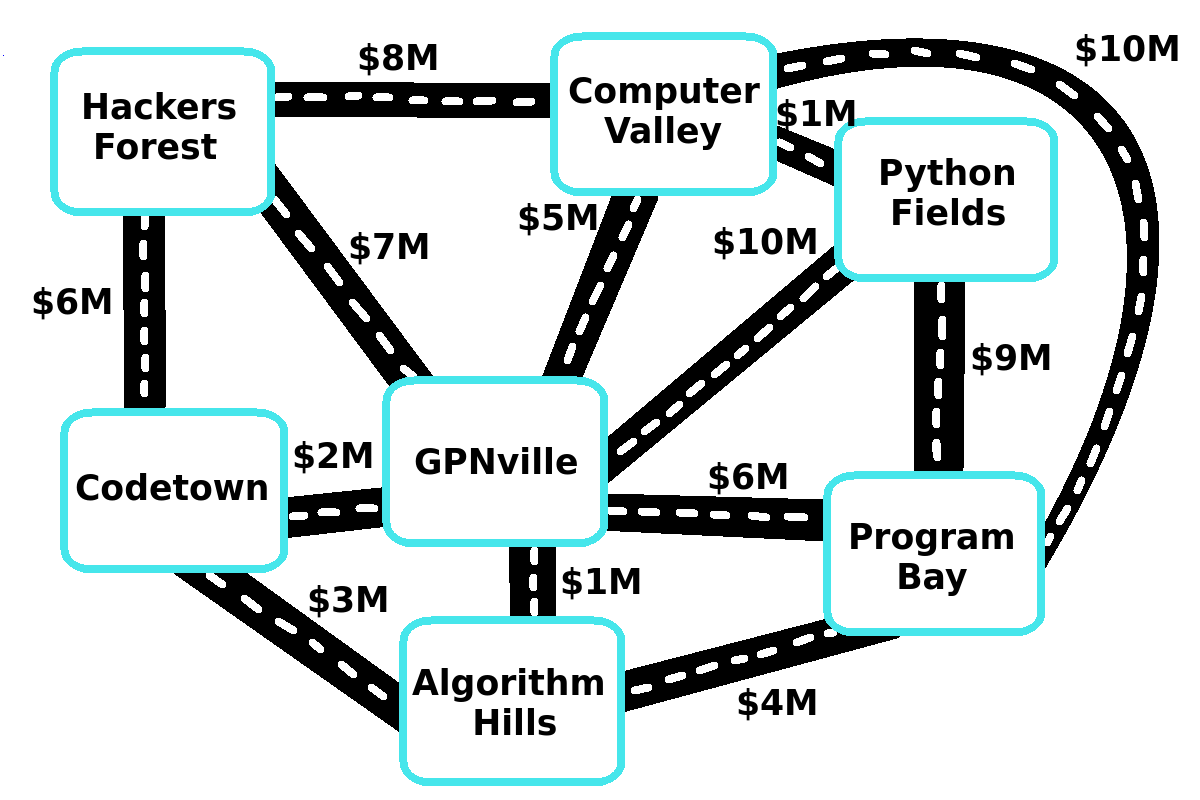 $8M
$10M
Hackers
Forest
Computer
Valley
$1M
Python
Fields
$5M
$7M
$10M
$6M
$9M
Codetown
$2M
GPNville
$6M
Program
Bay
$3M
$1M
Algorithm
Hills
$4M